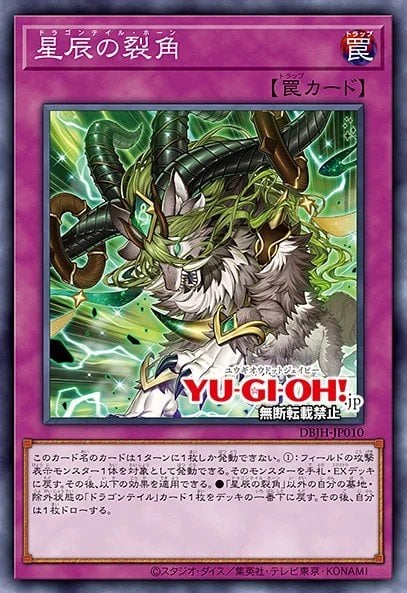 ドラゴンテイル・ホーン
星辰の裂角
トラップ
罠
トラップ
【罠カード】
ユウギオウドットジェイピー
YU-GI-OH!.jp
無断転載禁止
DBJH-JP010
このカード名のカードは1ターンに1枚しか発動できない。①:フィールドの攻撃
表示モンスター1体を対象として発動できる。そのモンスターを手札・EXデッキ
に戻す。その後、以下の効果を適用できる。●「星辰の裂角」以外の自分の墓地・
除外状態の「ドラゴンテイル」カード1枚をデッキの一番下に戻す。その後、自分
は1枚ドローする。
©スタジオ・ダイス/集英社・テレビ東京・KONAMI